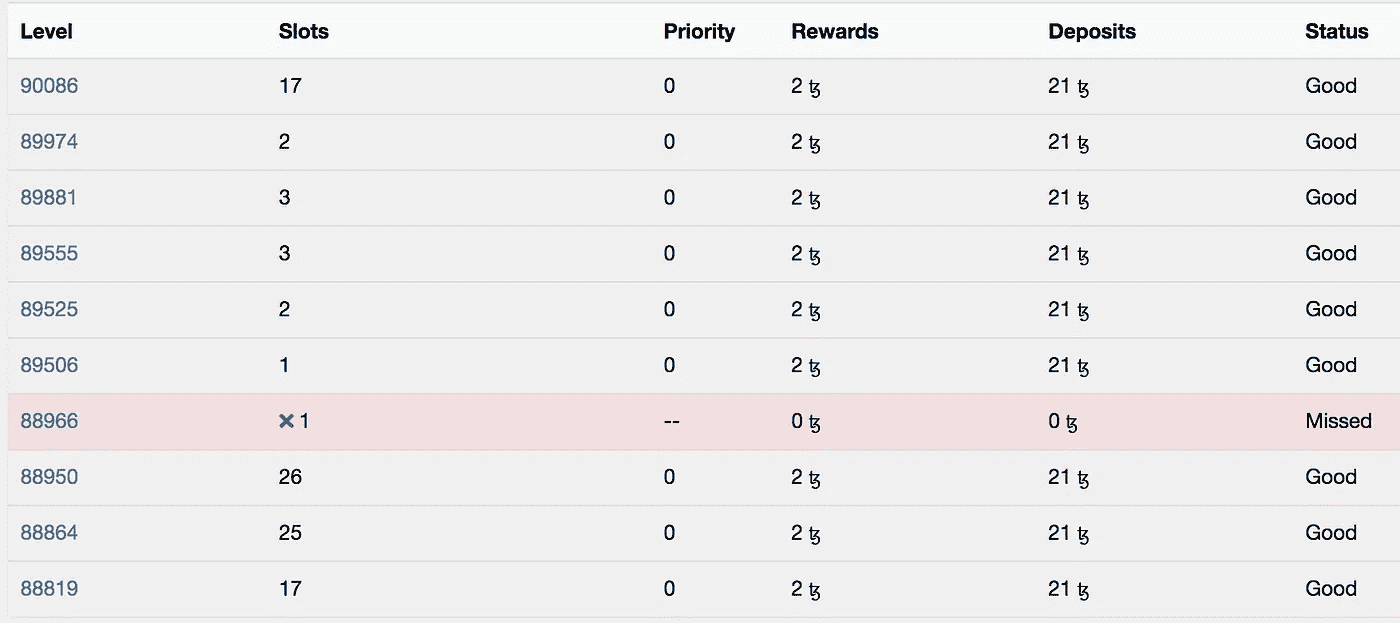 Level Slots Priority Rewards Deposits Status
90086 17 0 2 ꜩ 21 ꜩ Good
89974 2 0 2 ꜩ 21 ꜩ Good
89881 3 0 2 ꜩ 21 ꜩ Good
89555 3 0 2 ꜩ 21 ꜩ Good
89525 2 0 2 ꜩ 21 ꜩ Good
89506 1 0 2 ꜩ 21 ꜩ Good
88966 ✕ 1 -- 0 ꜩ 0 ꜩ Missed
88950 26 0 2 ꜩ 21 ꜩ Good
88864 25 0 2 ꜩ 21 ꜩ Good
88819 17 0 2 ꜩ 21 ꜩ Good